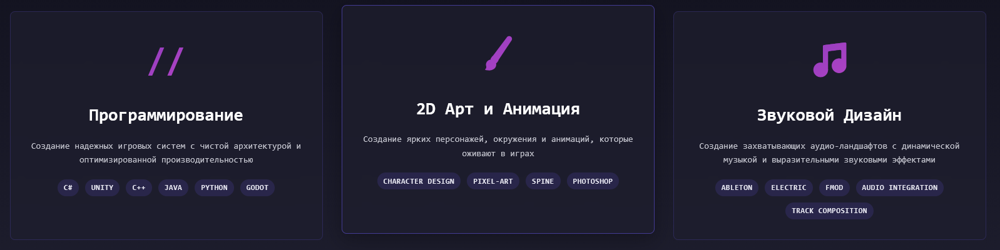 //
Программирование
Создание надежных игровых систем с чистой архитектурой и
оптимизированной производительностью
C# UNITY C++ JAVA PYTHON GODOT
2D Арт и Анимация
Создание ярких персонажей, окружения и анимаций, которые
оживают в играх
CHARACTER DESIGN PIXEL-ART SPINE PHOTOSHOP
Звуковой Дизайн
Создание захватывающих аудио-ландшафтов с динамической
музыкой и выразительными звуковыми эффектами
ABLETON ELECTRIC FMOD AUDIO INTEGRATION
TRACK COMPOSITION